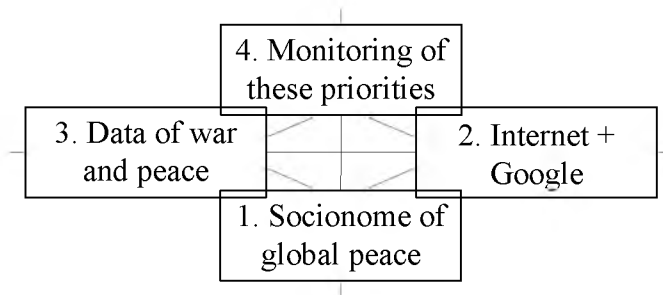 4. Monitoring of
these priorities
3. Data of war
and peace
2. Internet +
Google
1. Socionome of
global peace